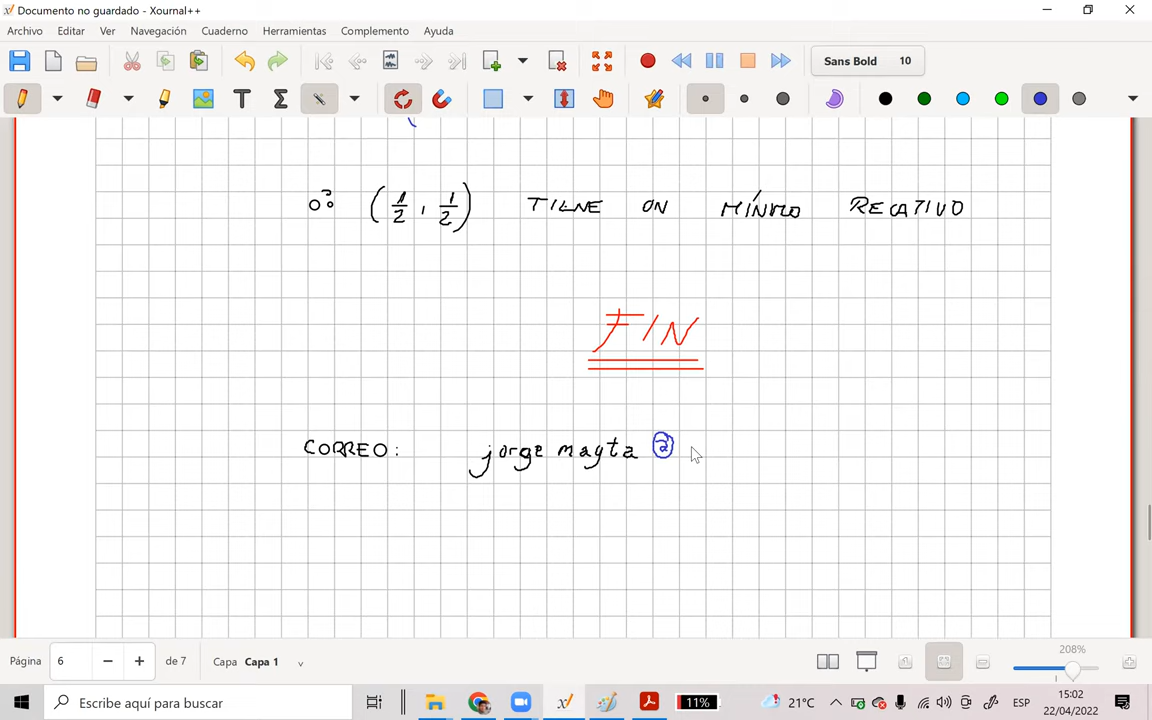 Documento no guardado - Xournal++
Archivo Editar Ver Navegación Cuaderno Herramientas Complemento Ayuda
Sans Bold 10
(1/2, 1/2) TIENE UN MÍNIMO RELATIVO
FIN
CORREO: jorge mayta @
Página 6 de 7 Capa Capa 1 208%
Escribe aquí para buscar 11% 21°C ESP 15:02 22/04/2022